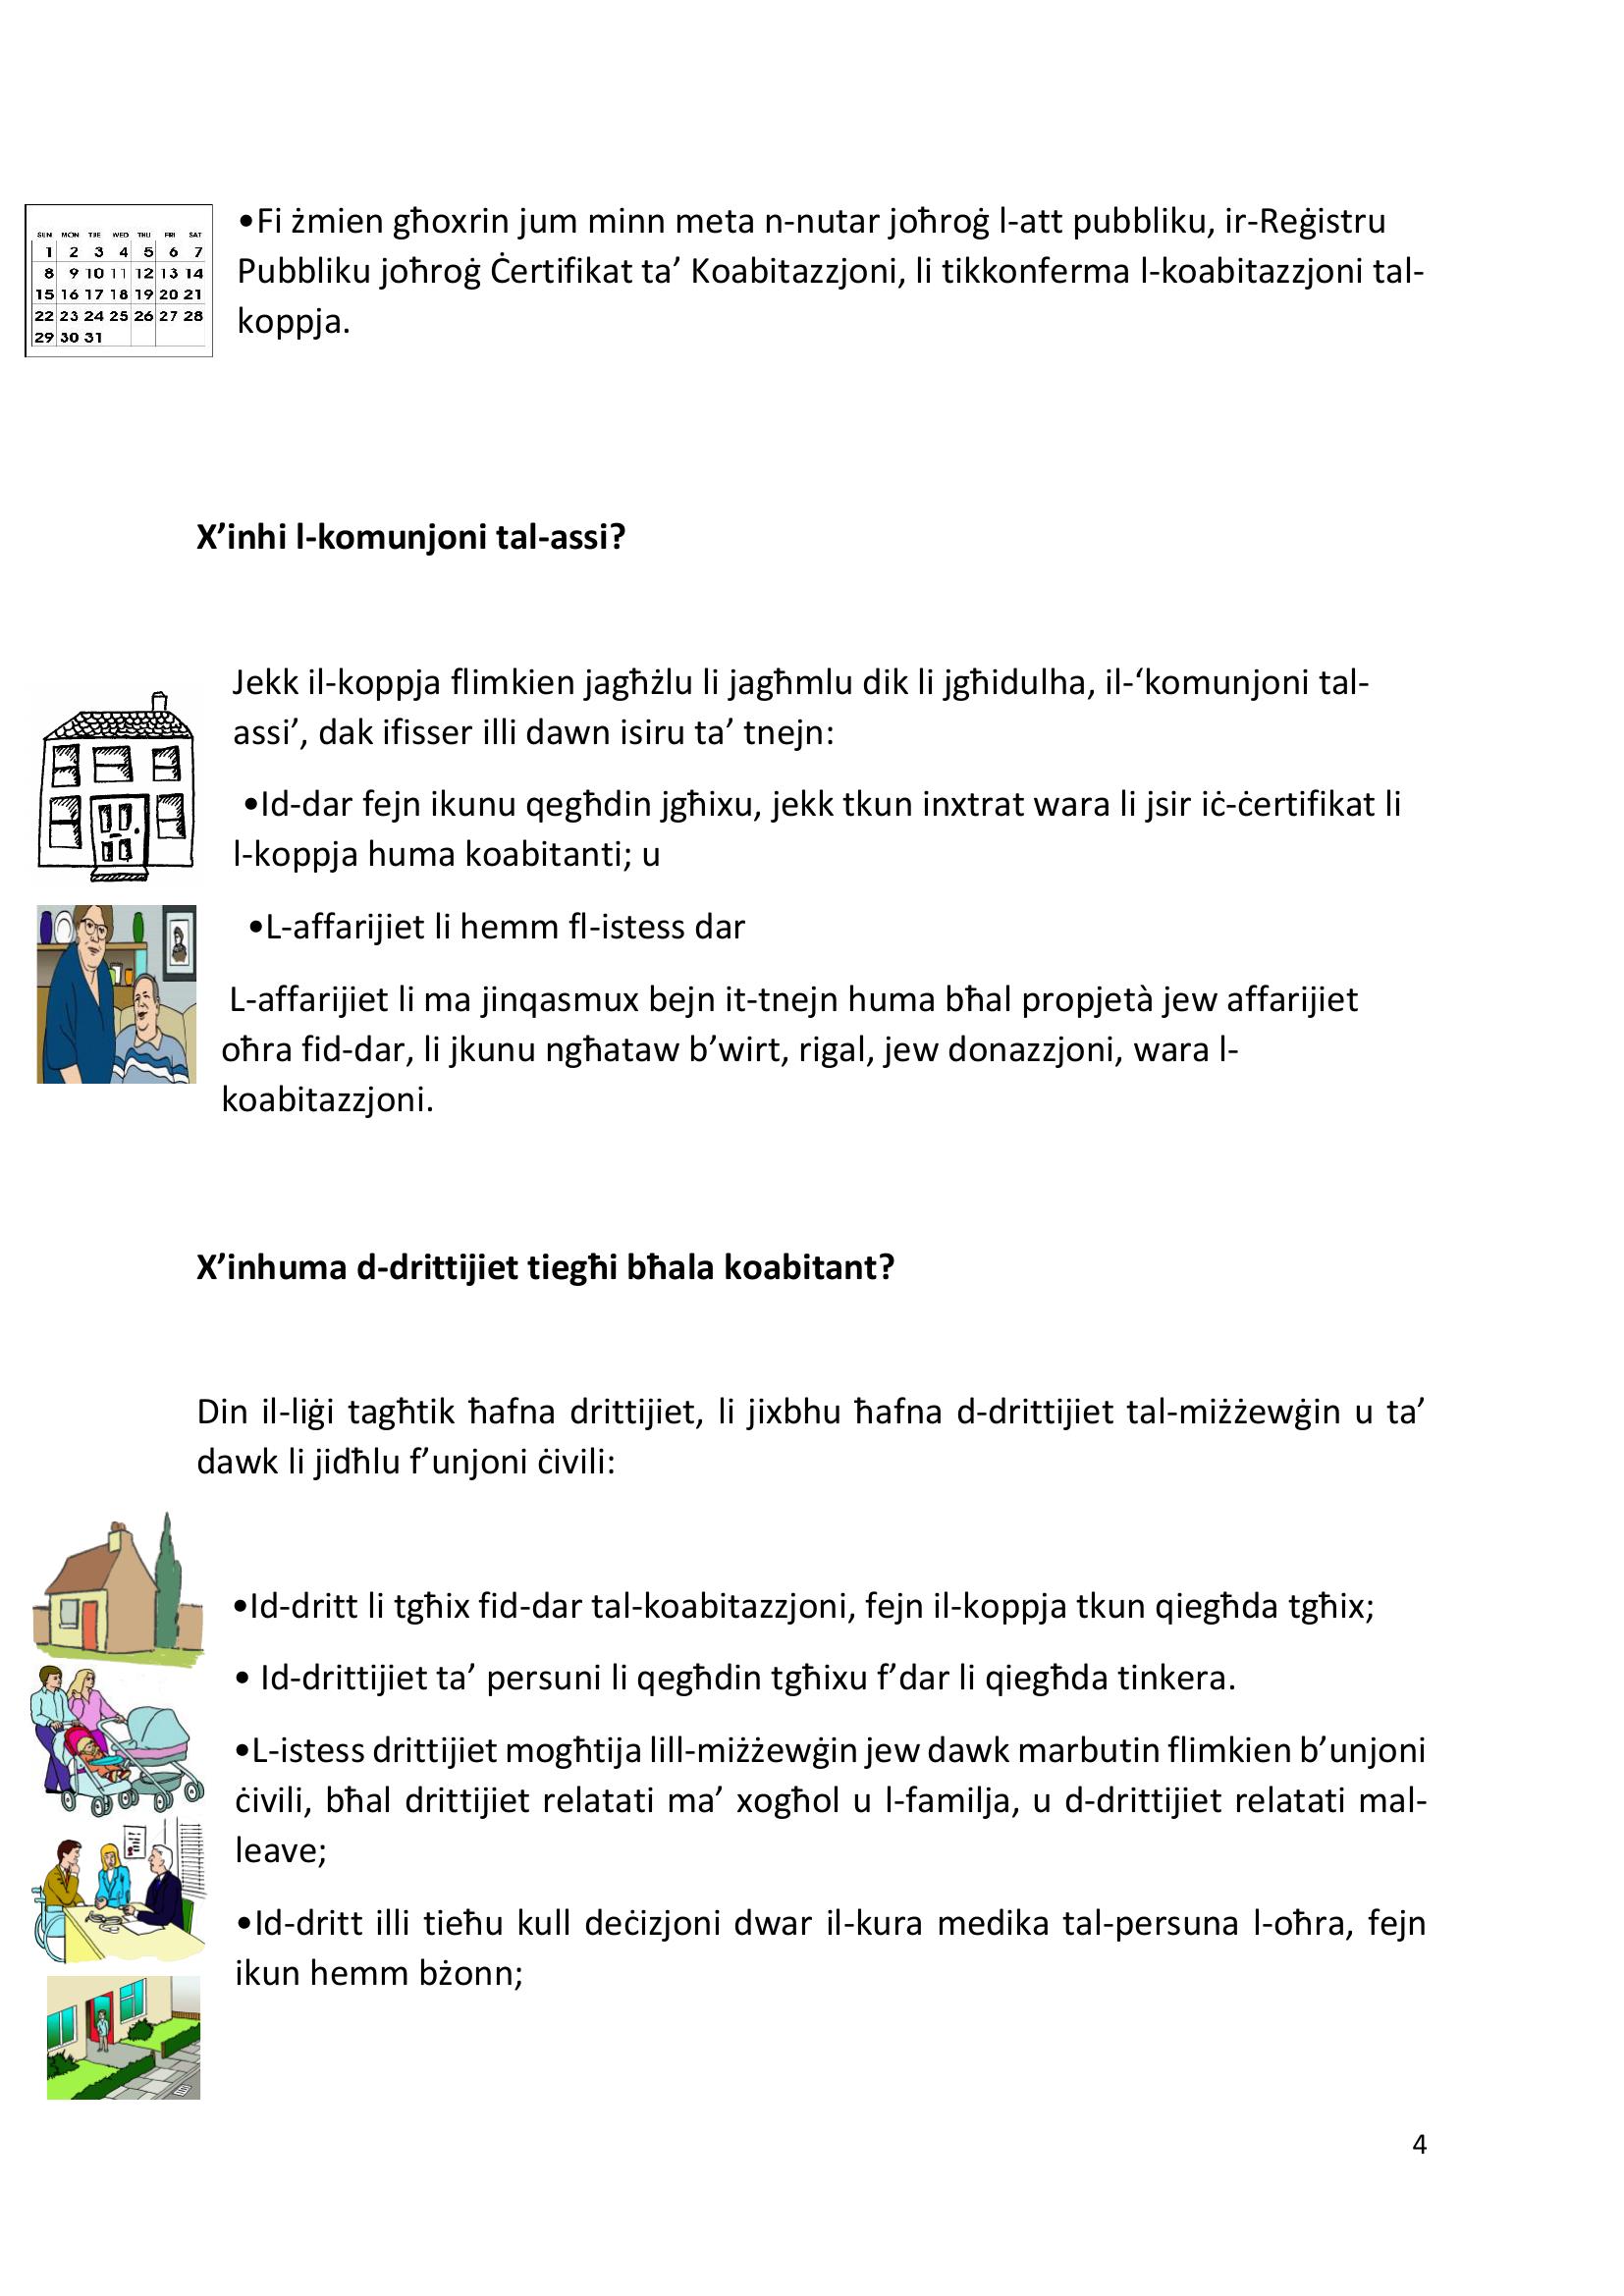 •Fi żmien għoxrin jum minn meta n-nutar joħroġ l-att pubbliku, ir-Reġistru
Pubbliku joħroġ Ċertifikat ta’ Koabitazzjoni, li tikkonferma l-koabitazzjoni tal-
koppja.
SUN MON TUE WED THU FRI SAT
1 2 3 4 5 6 7
8 9 10 11 12 13 14
15 16 17 18 19 20 21
22 23 24 25 26 27 28
29 30 31
X’inhi l-komunjoni tal-assi?
Jekk il-koppja flimkien jagħżlu li jagħmlu dik li jgħidulha, il-‘komunjoni tal-
assi’, dak ifisser illi dawn isiru ta’ tnejn:
•Id-dar fejn ikunu qegħdin jgħixu, jekk tkun inxtrat wara li jsir iċ-ċertifikat li
l-koppja huma koabitanti; u
•L-affarijiet li hemm fl-istess dar
L-affarijiet li ma jinqasmux bejn it-tnejn huma bħal propjetà jew affarijiet
oħra fid-dar, li jkunu ngħataw b’wirt, rigal, jew donazzjoni, wara l-
koabitazzjoni.
X’inhuma d-drittijiet tiegħi bħala koabitant?
Din il-liġi tagħtik ħafna drittijiet, li jixbhu ħafna d-drittijiet tal-miżżewġin u ta’
dawk li jidħlu f’unjoni ċivili:
•Id-dritt li tgħix fid-dar tal-koabitazzjoni, fejn il-koppja tkun qiegħda tgħix;
• Id-drittijiet ta’ persuni li qegħdin tgħixu f’dar li qiegħda tinkera.
•L-istess drittijiet mogħtija lill-miżżewġin jew dawk marbutin flimkien b’unjoni
ċivili, bħal drittijiet relatati ma’ xogħol u l-familja, u d-drittijiet relatati mal-
leave;
•Id-dritt illi tieħu kull deċizjoni dwar il-kura medika tal-persuna l-oħra, fejn
ikun hemm bżonn;
4